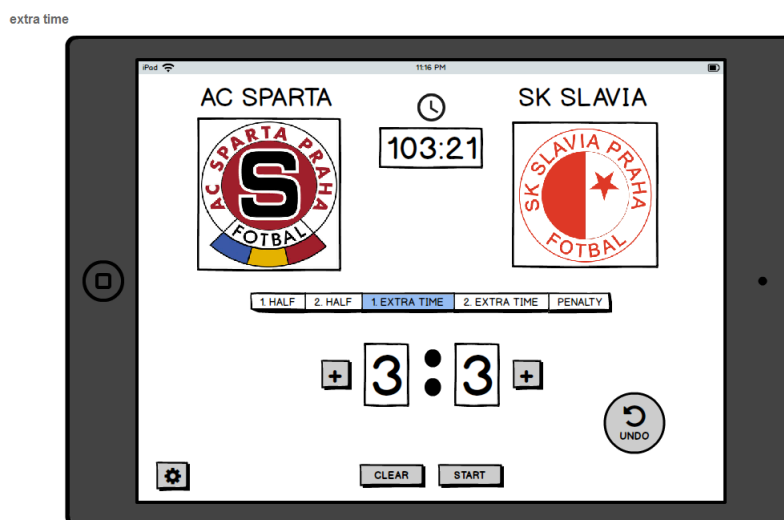 extra time
iPad
11:16 PM
AC SPARTA
SK SLAVIA
103:21
AC SPARTA PRAHA
S
FOTBAL
SK SLAVIA PRAHA
FOTBAL
1. HALF 2. HALF 1. EXTRA TIME 2. EXTRA TIME PENALTY
+ 3 : 3 +
UNDO
CLEAR START